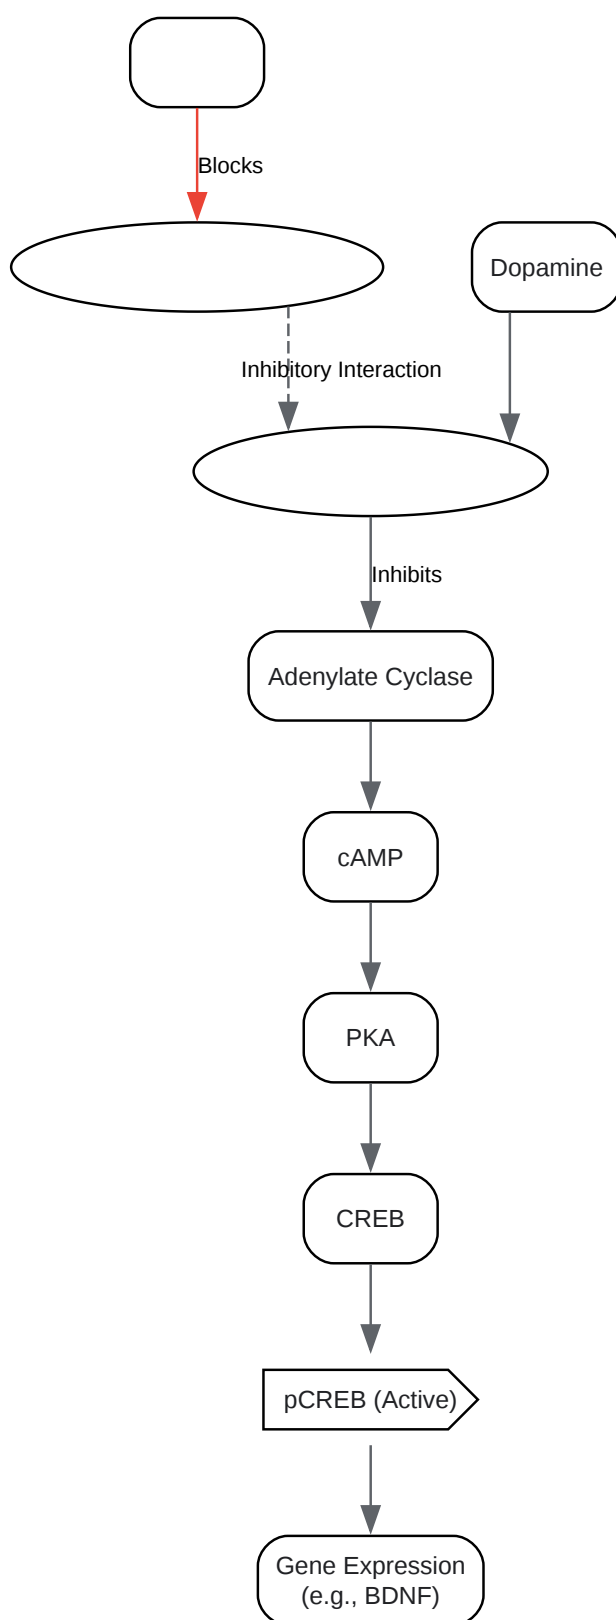 Blocks
Dopamine
Inhibitory Interaction
Inhibits
Adenylate Cyclase
cAMP
PKA
CREB
pCREB (Active)
Gene Expression
(e.g., BDNF)